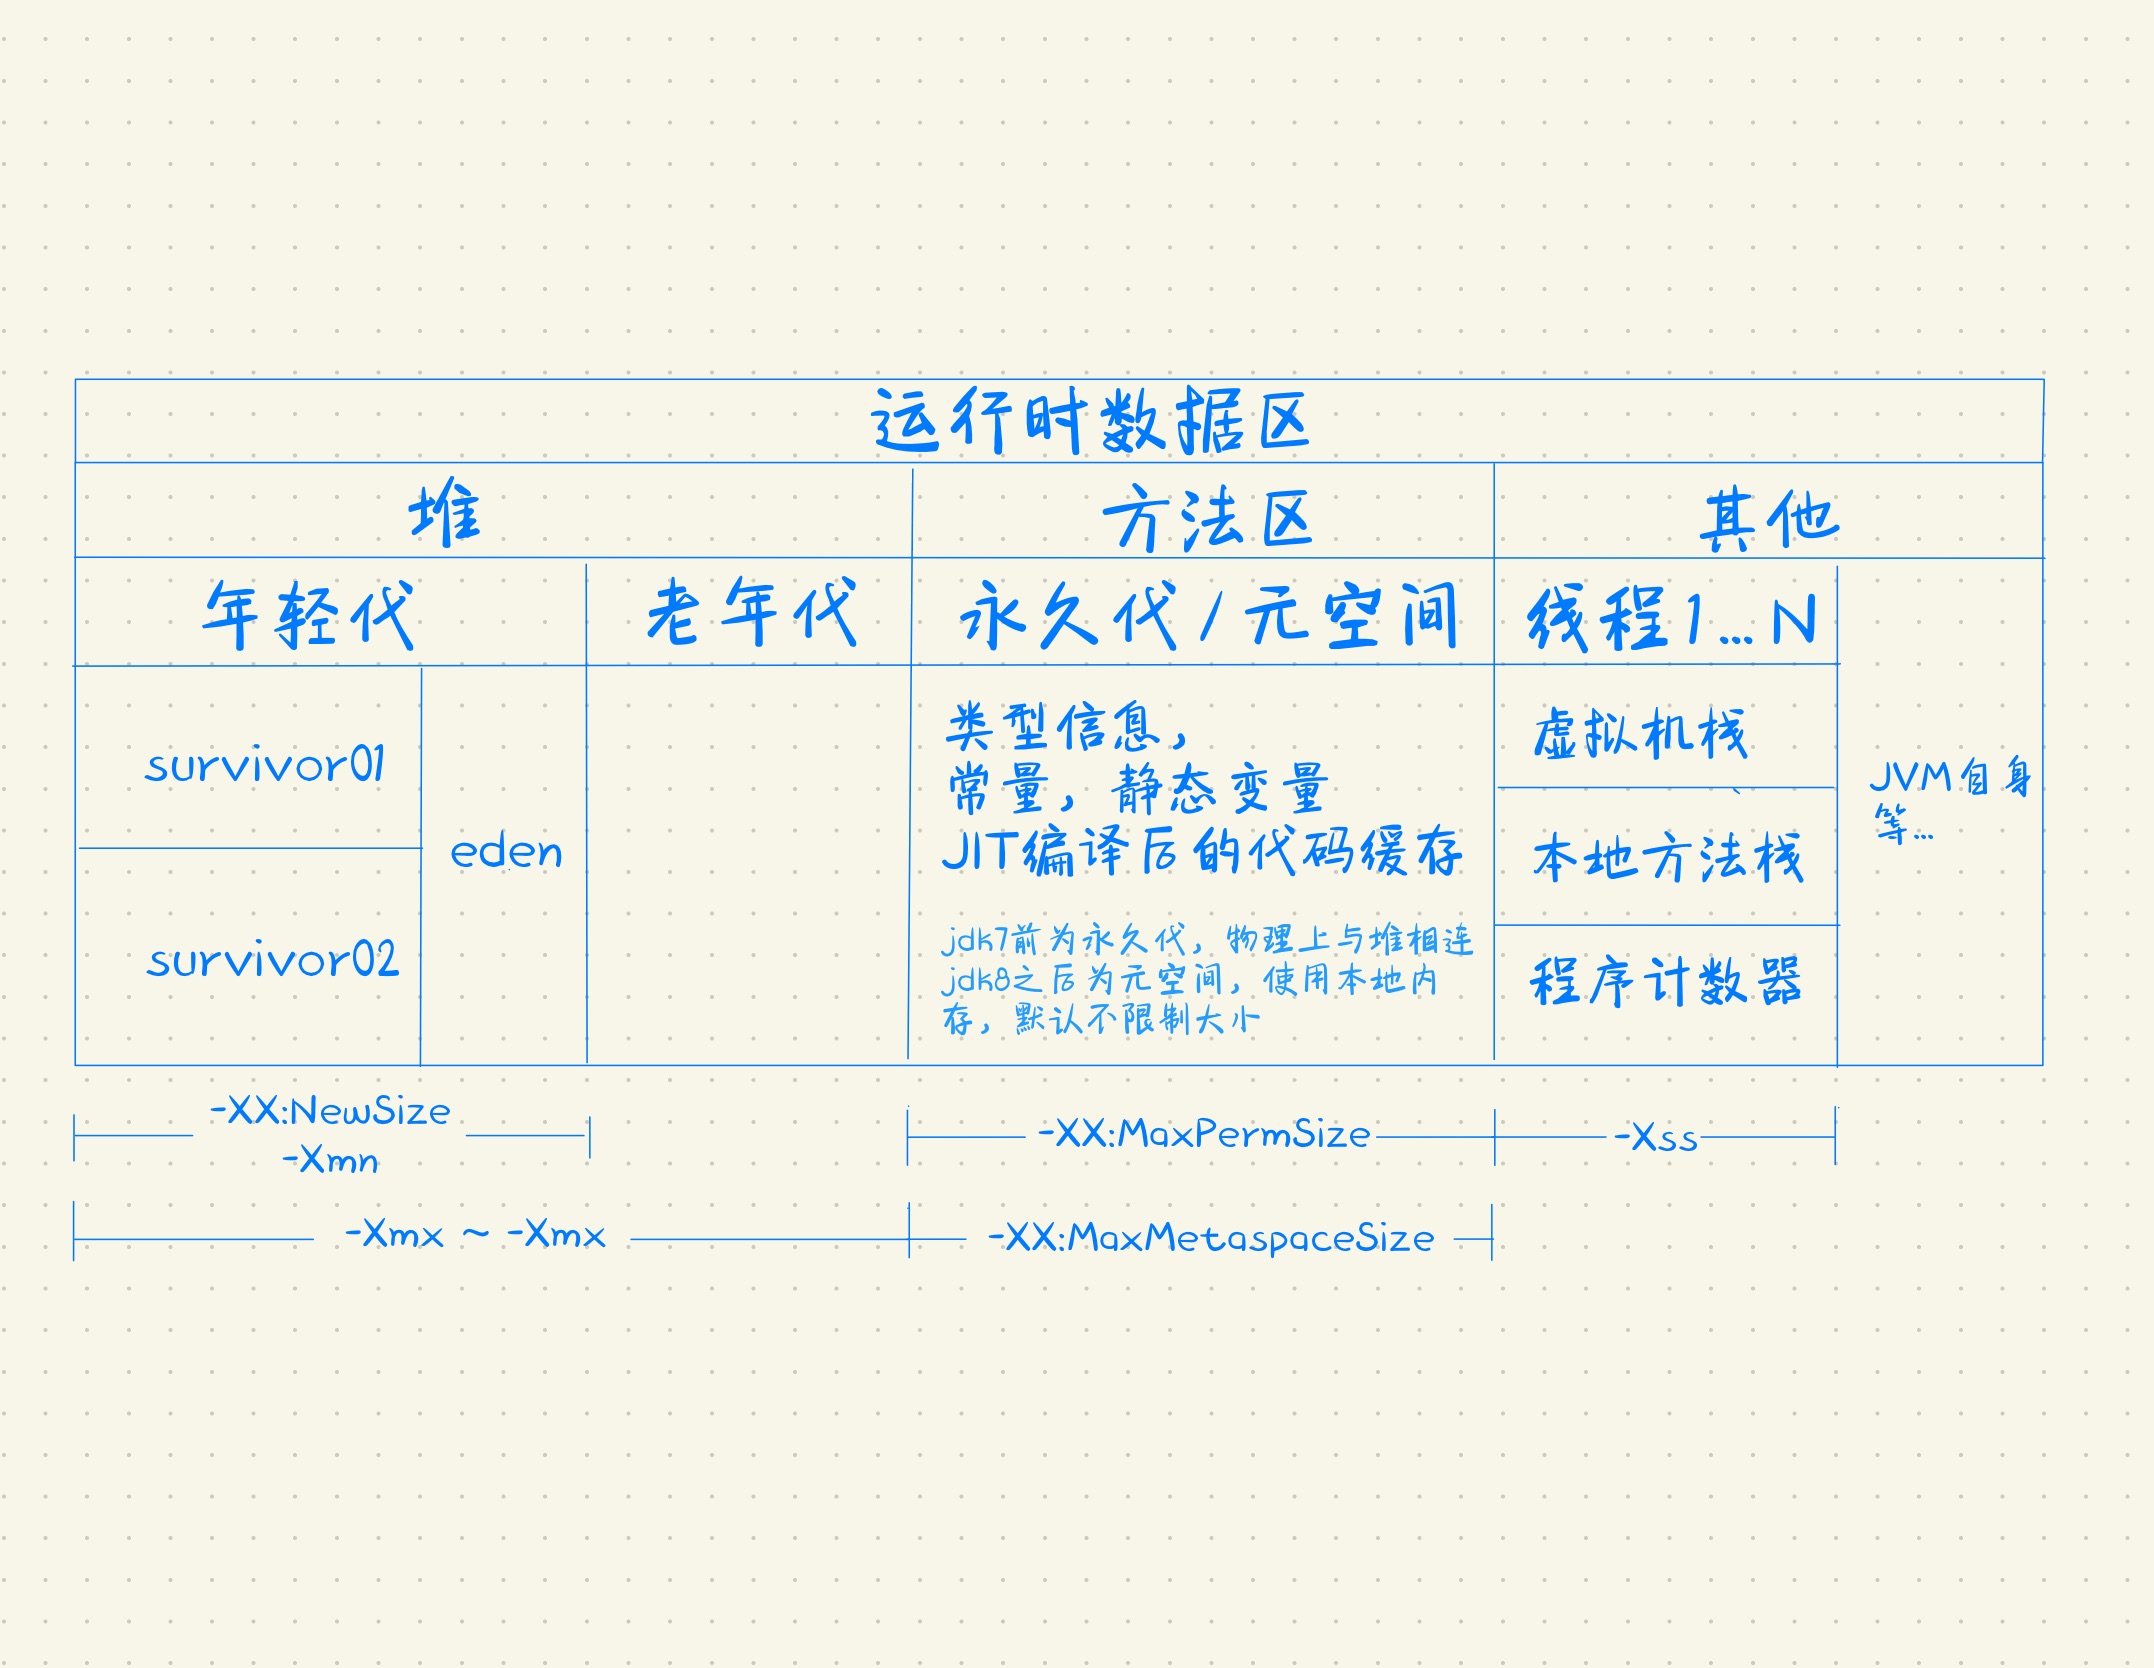 运行时数据区
堆
方法区
其他
年轻代
老年代
永久代/元空间
线程1...N
survivor01
survivor02
eden
类型信息,
常量,静态变量
JIT编译后的代码缓存
jdk7前为永久代,物理上与堆相连
jdk8之后为元空间,使用本地内
存,默认不限制大小
虚拟机栈
本地方法栈
程序计数器
JVM自身
等...
-XX:NewSize
-Xmn
-XX:MaxPermSize
-Xss
-Xmx ~ -Xmx
-XX:MaxMetaspaceSize